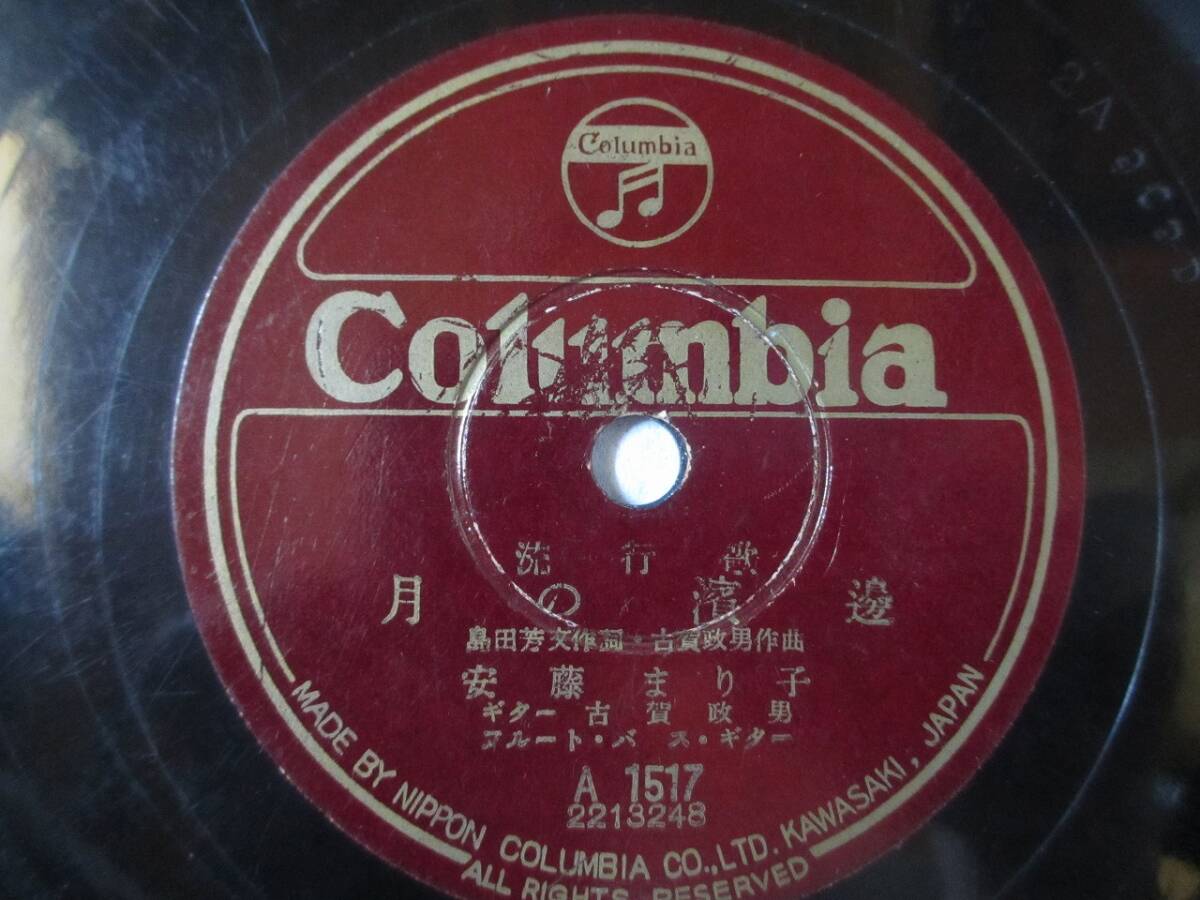 Columbia
Columbia
流行歌
月の濱邊
島田芳文作詞・古賀政男作曲
安藤まり子
ギター古賀政男
フルート・バス・ギター
A 1517
2213248
MADE BY NIPPON COLUMBIA CO.,LTD. KAWASAKI, JAPAN
ALL RIGHTS RESERVED